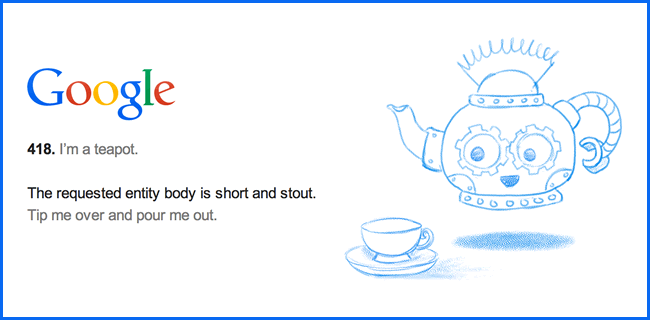 Google
418. I'm a teapot.
The requested entity body is short and stout.
Tip me over and pour me out.